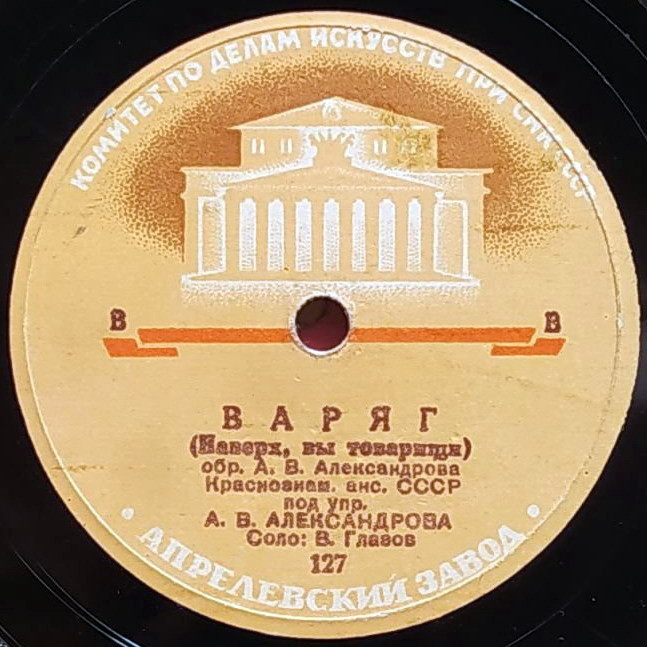 КОМИТЕТ ПО ДЕЛАМ ИСКУССТВ ПРИ СНК СССР
В В
ВАРЯГ
(Наверх, вы товарищи)
обр. А. В. Александрова
Краснознам. анс. СССР
под упр.
А. В. АЛЕКСАНДРОВА
Соло: В. Глазов
127
• АПРЕЛЕВСКИЙ ЗАВОД •